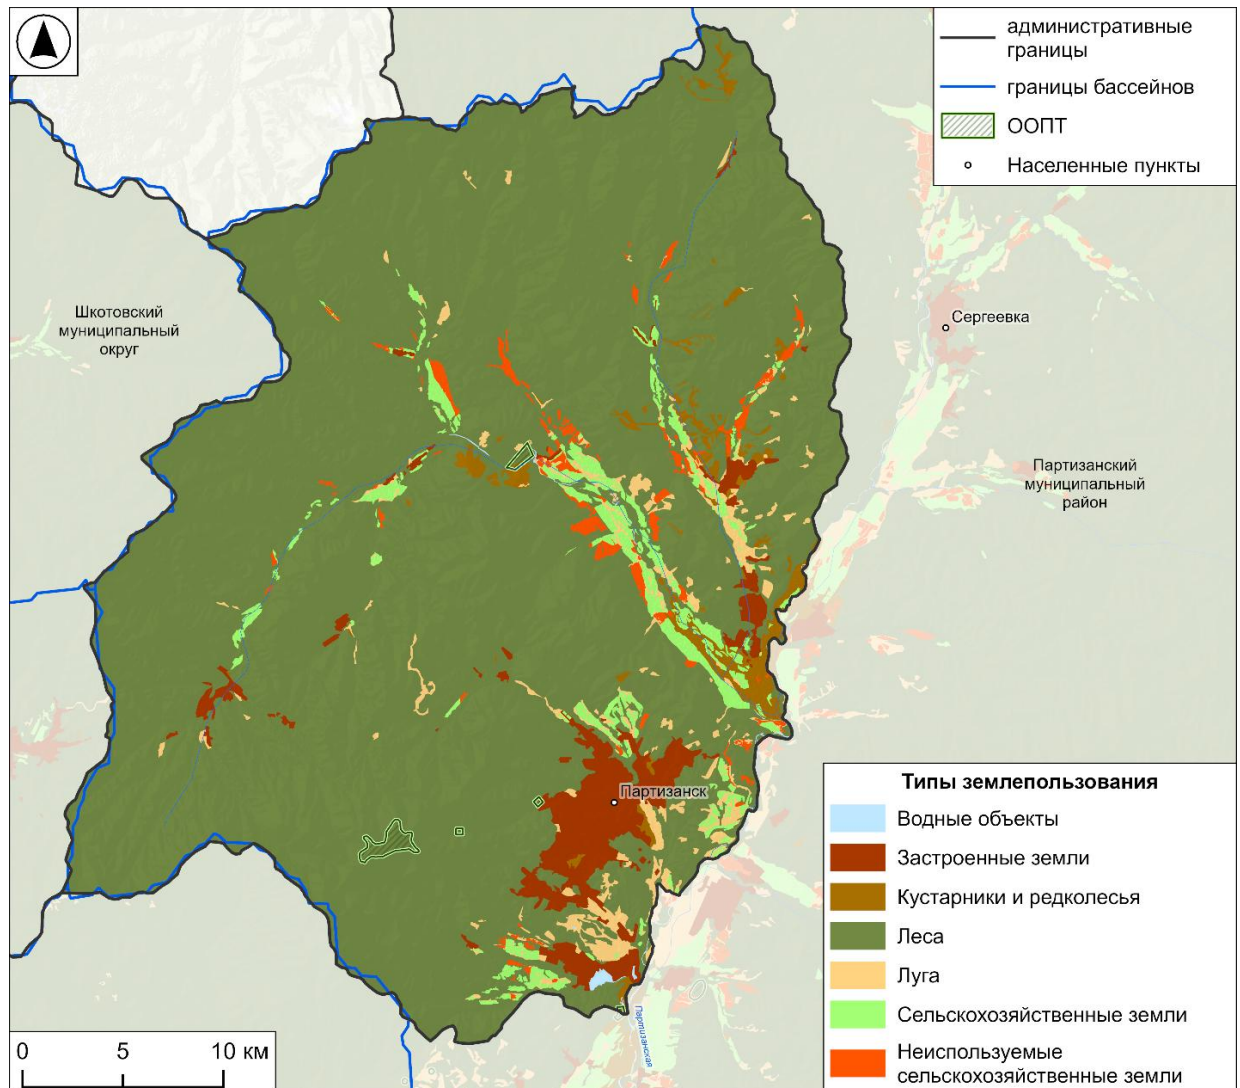 административные
границы
границы бассейнов
ООПТ
Населенные пункты
Шкотовский
муниципальный
округ
Сергеевка
Партизанский
муниципальный
район
Партизанск
Типы землепользования
Водные объекты
Застроенные земли
Кустарники и редколесья
Леса
Луга
Сельскохозяйственные земли
Неиспользуемые
сельскохозяйственные земли
Партизанская
0 5 10 км